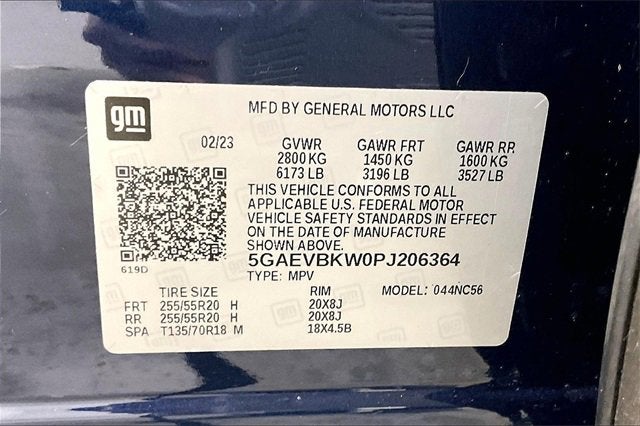 gm
MFD BY GENERAL MOTORS LLC
02/23 GVWR GAWR FRT GAWR RR
2800 KG 1450 KG 1600 KG
6173 LB 3196 LB 3527 LB
THIS VEHICLE CONFORMS TO ALL
APPLICABLE U.S. FEDERAL MOTOR
VEHICLE SAFETY STANDARDS IN EFFECT
ON THE DATE OF MANUFACTURE
SHOWN ABOVE.
619D
5GAEVBKW0PJ206364
TYPE: MPV
TIRE SIZE RIM MODEL: 044NC56
FRT 255/55R20 H 20X8J
RR 255/55R20 H 20X8J
SPA T135/70R18 M 18X4.5B